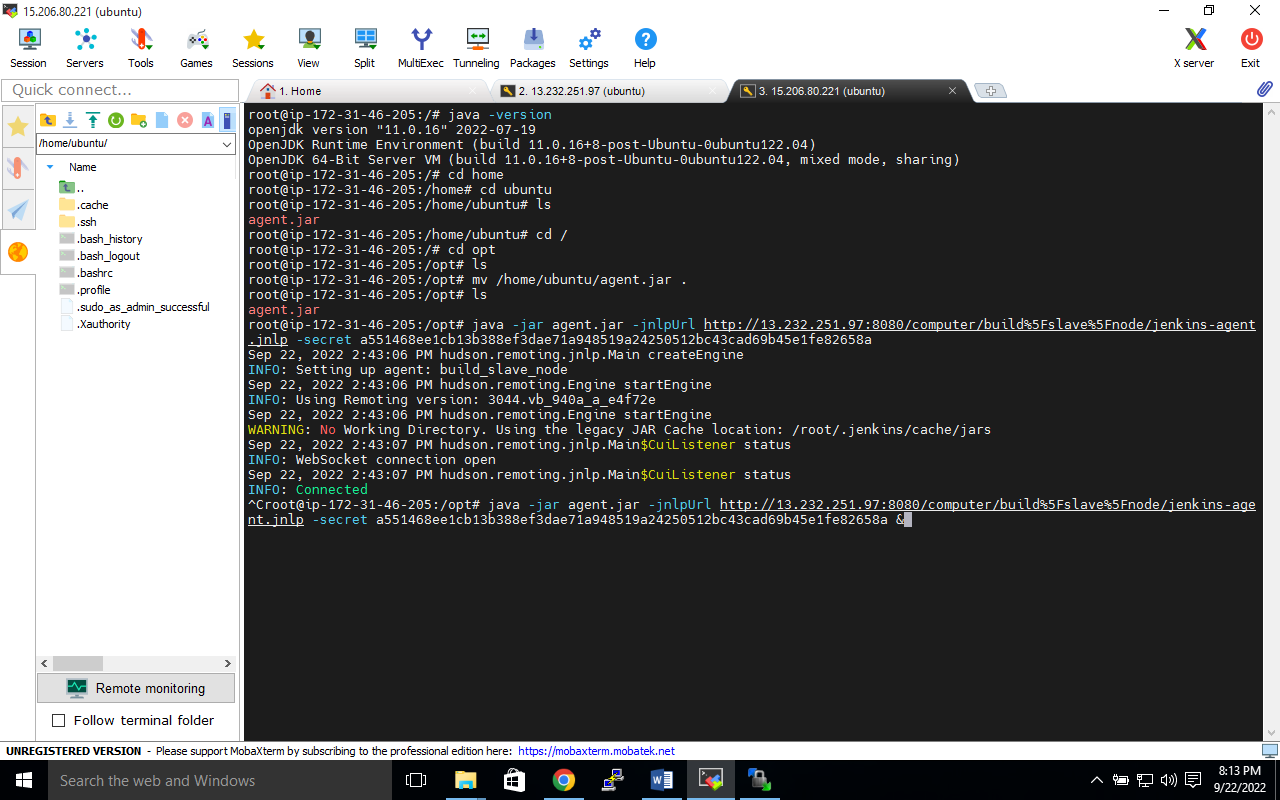 15.206.80.221 (ubuntu)
Session
Servers
Tools
Games
Sessions
View
Split
MultiExec
Tunneling
Packages
Settings
Help
X server
Exit
Quick connect...
1. Home
2. 13.232.251.97 (ubuntu)
3. 15.206.80.221 (ubuntu)
/home/ubuntu/
Name
..
.cache
.ssh
.bash_history
.bash_logout
.bashrc
.profile
.sudo_as_admin_successful
.Xauthority
Remote monitoring
Follow terminal folder
root@ip-172-31-46-205:/# java -version
openjdk version "11.0.16" 2022-07-19
OpenJDK Runtime Environment (build 11.0.16+8-post-Ubuntu-0ubuntu122.04)
OpenJDK 64-Bit Server VM (build 11.0.16+8-post-Ubuntu-0ubuntu122.04, mixed mode, sharing)
root@ip-172-31-46-205:/# cd home
root@ip-172-31-46-205:/home# cd ubuntu
root@ip-172-31-46-205:/home/ubuntu# ls
agent.jar
root@ip-172-31-46-205:/home/ubuntu# cd /
root@ip-172-31-46-205:/# cd opt
root@ip-172-31-46-205:/opt# ls
root@ip-172-31-46-205:/opt# mv /home/ubuntu/agent.jar .
root@ip-172-31-46-205:/opt# ls
agent.jar
root@ip-172-31-46-205:/opt# java -jar agent.jar -jnlpUrl http://13.232.251.97:8080/computer/build%5Fslave%5Fnode/jenkins-agent
.jnlp -secret a551468ee1cb13b388ef3dae71a948519a24250512bc43cad69b45e1fe82658a
Sep 22, 2022 2:43:06 PM hudson.remoting.jnlp.Main createEngine
INFO: Setting up agent: build_slave_node
Sep 22, 2022 2:43:06 PM hudson.remoting.Engine startEngine
INFO: Using Remoting version: 3044.vb_940a_a_e4f72e
Sep 22, 2022 2:43:06 PM hudson.remoting.Engine startEngine
WARNING: No Working Directory. Using the legacy JAR Cache location: /root/.jenkins/cache/jars
Sep 22, 2022 2:43:07 PM hudson.remoting.jnlp.Main$CuiListener status
INFO: WebSocket connection open
Sep 22, 2022 2:43:07 PM hudson.remoting.jnlp.Main$CuiListener status
INFO: Connected
^Croot@ip-172-31-46-205:/opt# java -jar agent.jar -jnlpUrl http://13.232.251.97:8080/computer/build%5Fslave%5Fnode/jenkins-age
nt.jnlp -secret a551468ee1cb13b388ef3dae71a948519a24250512bc43cad69b45e1fe82658a &
UNREGISTERED VERSION - Please support MobaXterm by subscribing to the professional edition here: https://mobaxterm.mobatek.net
Search the web and Windows
8:13 PM
9/22/2022